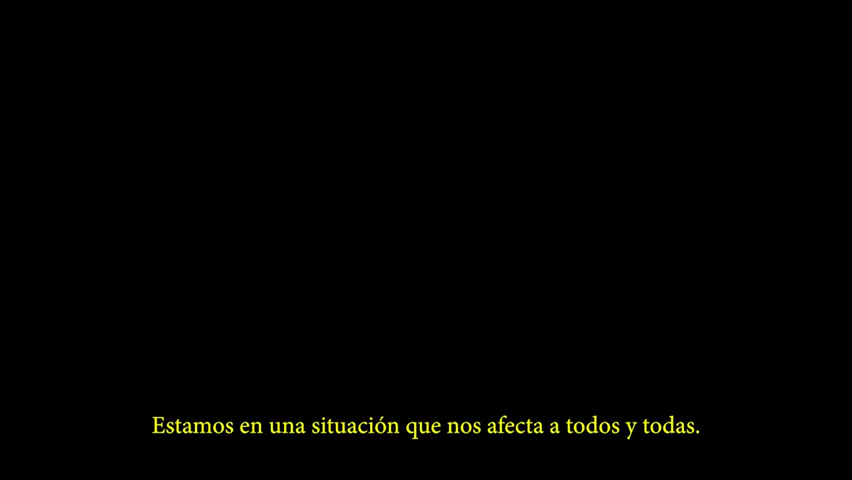 Estamos en una situación que nos afecta a todos y todas.